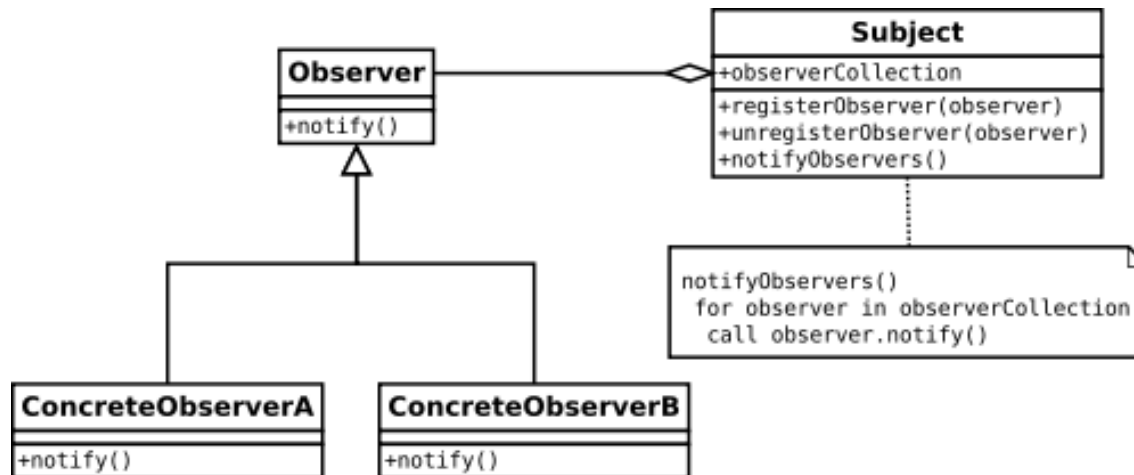 Observer
+notify()
Subject
+observerCollection
+registerObserver(observer)
+unregisterObserver(observer)
+notifyObservers()
notifyObservers()
for observer in observerCollection
call observer.notify()
ConcreteObserverA
+notify()
ConcreteObserverB
+notify()